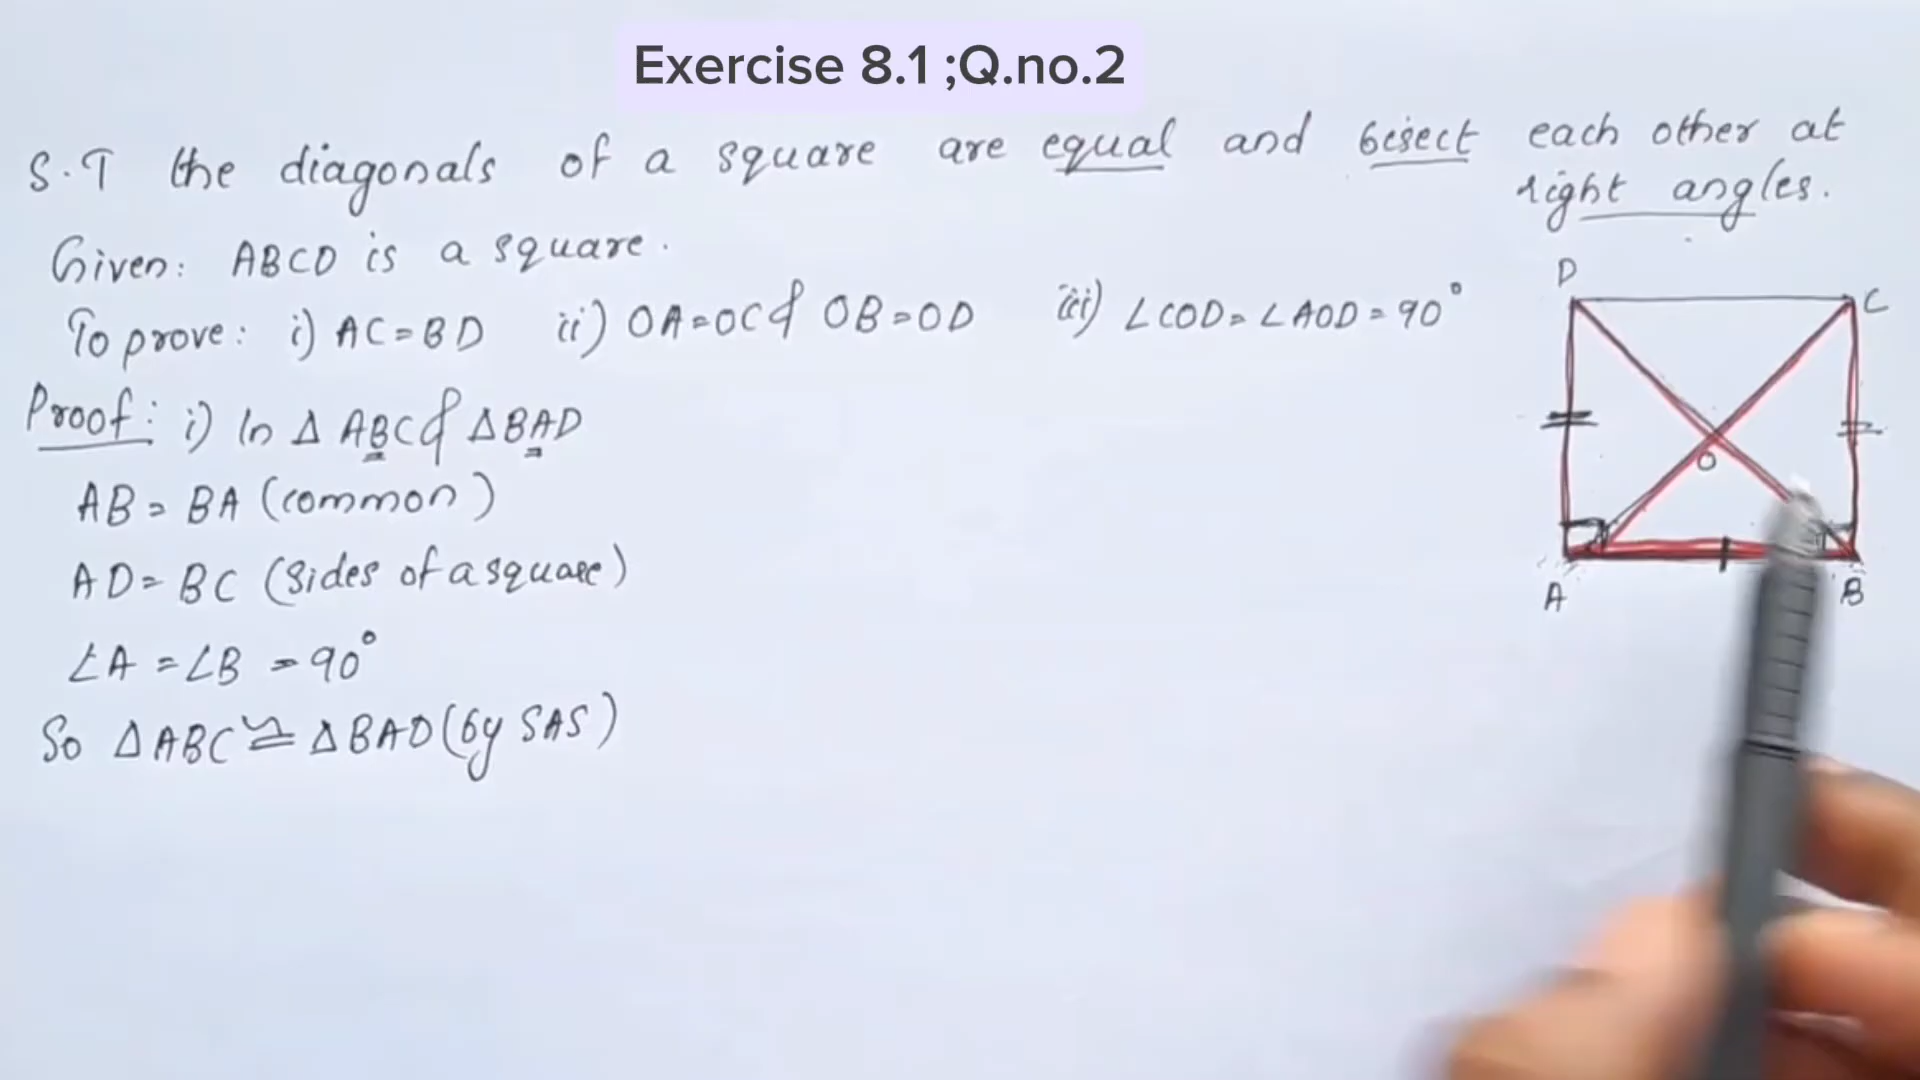 Exercise 8.1 ;Q.no.2
S.T the diagonals of a square are equal and bisect each other at
right angles.
Given: ABCD is a square.
To prove: i) AC=BD ii) OA=OC & OB=OD iii) ∠COD=∠AOD=90°
Proof: i) In Δ ABC & ΔBAD
AB=BA (common)
AD=BC (sides of a square)
∠A=∠B=90°
So ΔABC≅ΔBAD (by SAS)
D
C
O
A
B